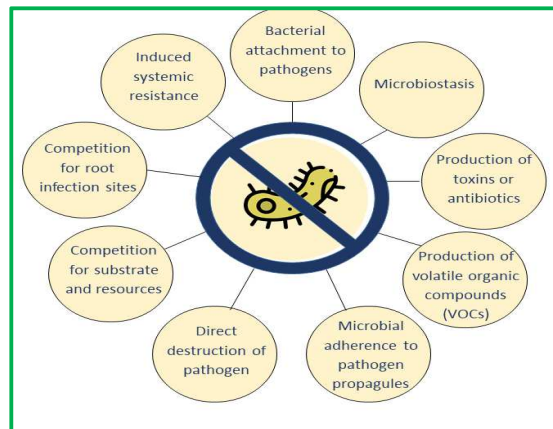 Bacterial
attachment to
pathogens
Microbiostasis
Production of
toxins or
antibiotics
Production of
volatile organic
compounds
(VOCs)
Microbial
adherence to
pathogen
propagules
Direct
destruction of
pathogen
Competition
for substrate
and resources
Competition
for root
infection sites
Induced
systemic
resistance